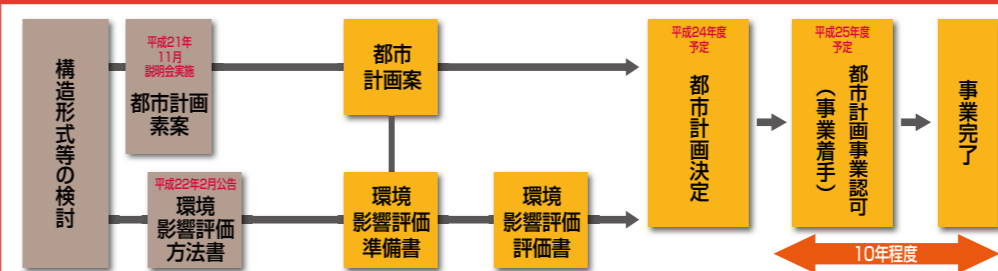 構造形式等の検討
平成21年
11月
説明会実施
都市計画
素案
都市
計画案
平成22年2月公告
環境
影響評価
方法書
環境
影響評価
準備書
環境
影響評価
評価書
平成24年度
予定
都市計画決定
平成25年度
予定
都市計画事業認可
（事業着手）
事業完了
10年程度